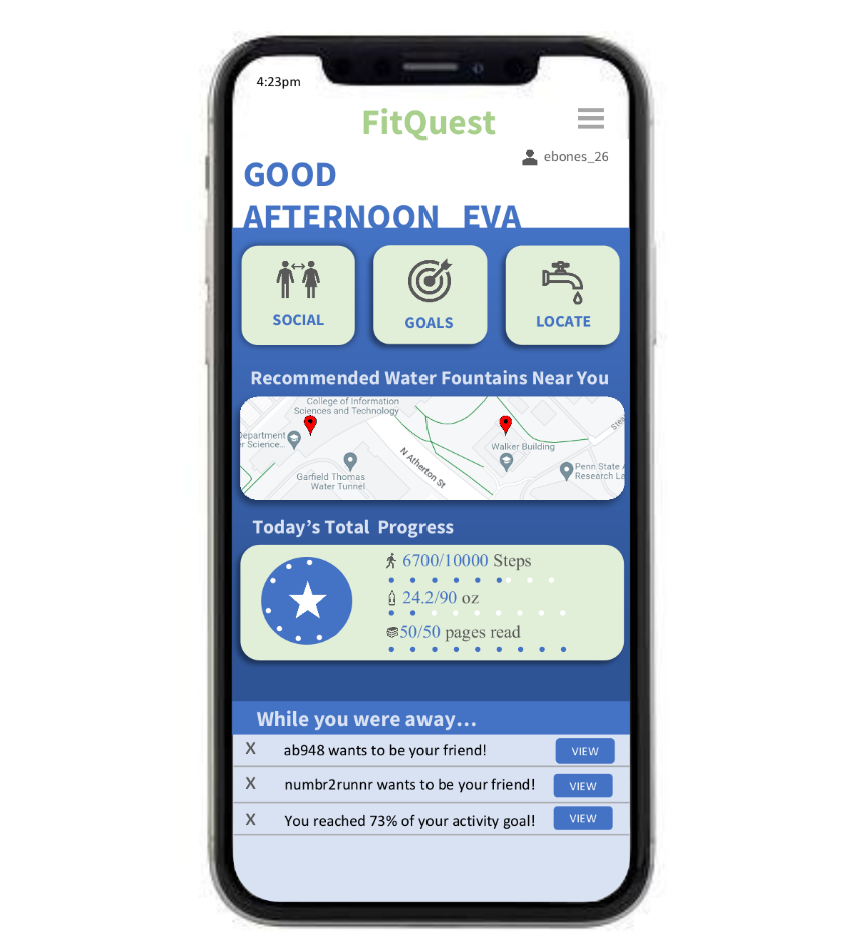 4:23pm
FitQuest
ebones_26
GOOD
AFTERNOON EVA
SOCIAL
GOALS
LOCATE
Recommended Water Fountains Near You
College of Information
Sciences and Technology
Department
er Science...
Garfield Thomas
Water Tunnel
N Atherton St
Walker Building
Penn State A
Research La
Today's Total Progress
6700/10000 Steps
24.2/90 oz
50/50 pages read
While you were away...
X ab948 wants to be your friend! VIEW
X numbr2runnr wants to be your friend! VIEW
X You reached 73% of your activity goal! VIEW